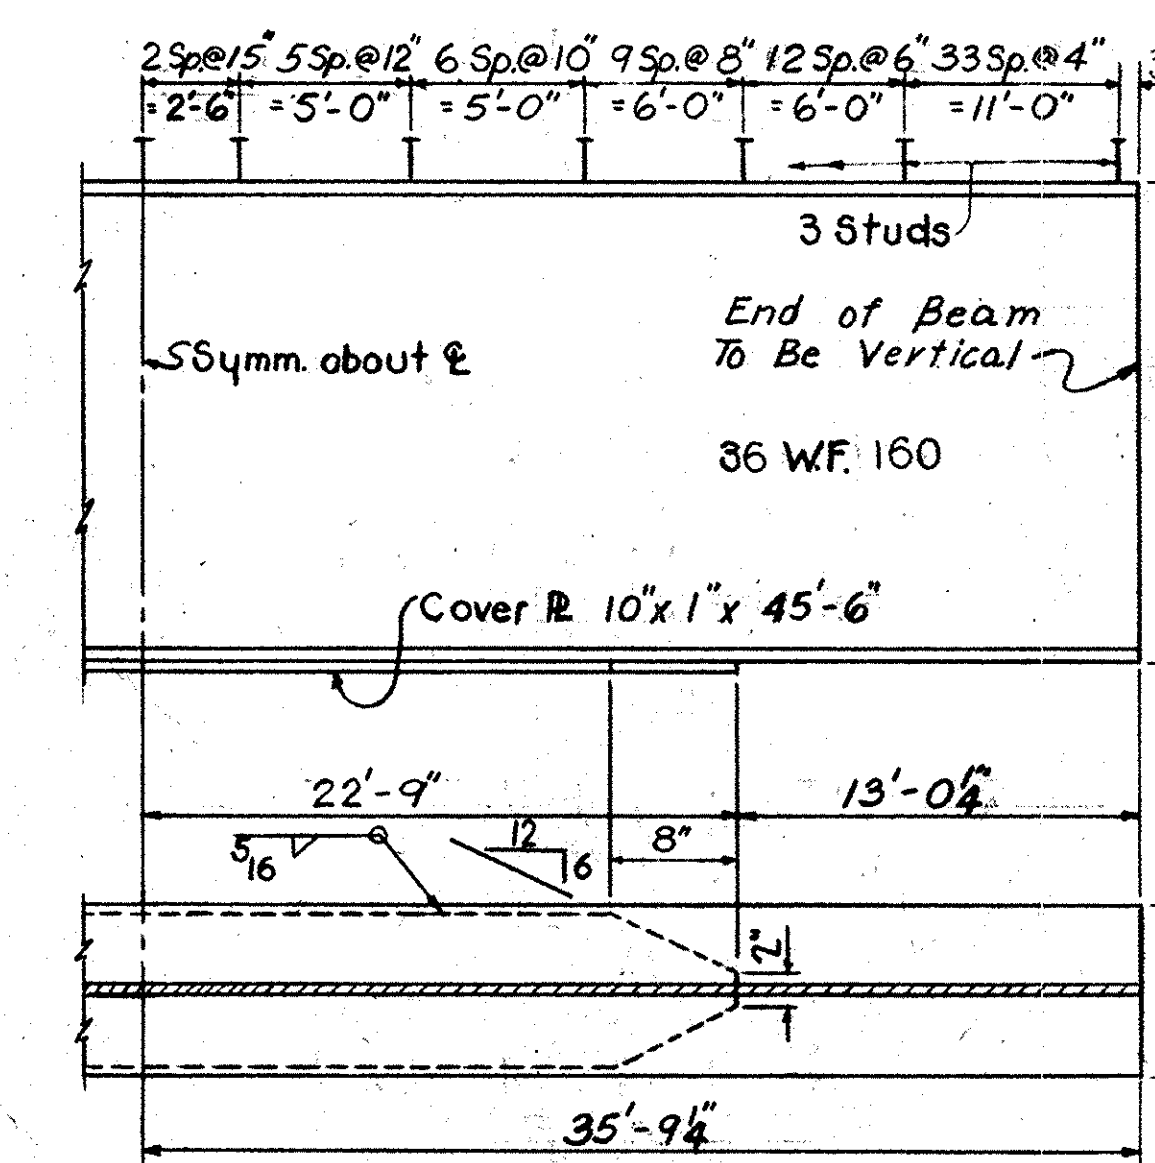 2 Sp.@15" 5 Sp.@12" 6 Sp.@10" 9 Sp.@8" 12 Sp.@6" 33 Sp.@4"
=2'-6" =5'-0" =5'-0" =6'-0" =6'-0" =11'-0"
3 Studs
End of Beam
To Be Vertical
Symm. about ℄
36 W.F. 160
Cover ⅊ 10"x 1"x 45'-6"
22'-9" 13'-0¼"
5/16 12 6 8"
2"
35'-9¼"